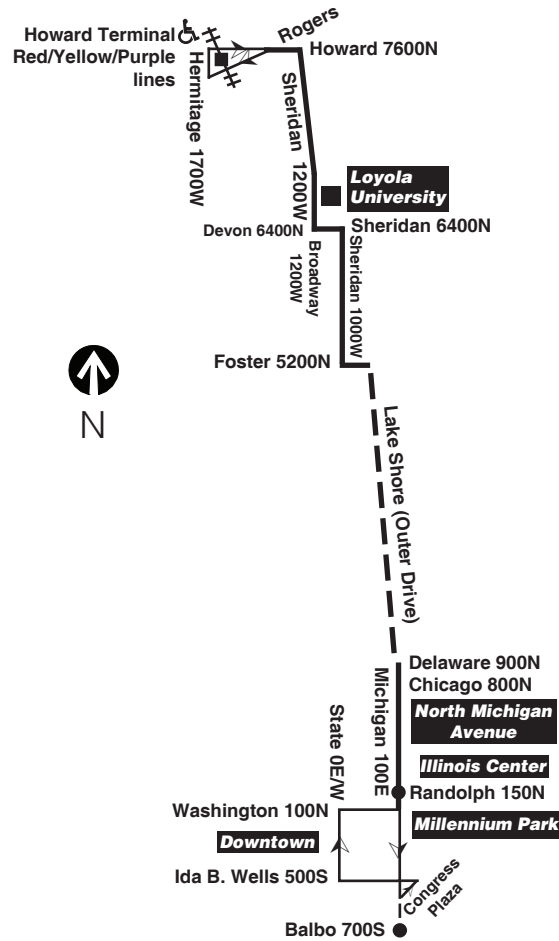 Howard Terminal
Red/Yellow/Purple
lines
Rogers
Howard 7600N
Hermitage 1700W
Sheridan 1200W
Loyola
University
Devon 6400N
Sheridan 6400N
Broadway
1200W
Sheridan 1000W
Foster 5200N
N
Lake Shore (Outer Drive)
Delaware 900N
Chicago 800N
Michigan 100E
North Michigan
Avenue
State 0E/W
Illinois Center
Randolph 150N
Washington 100N
Millennium Park
Downtown
Ida B. Wells 500S
Congress
Plaza
Balbo 700S